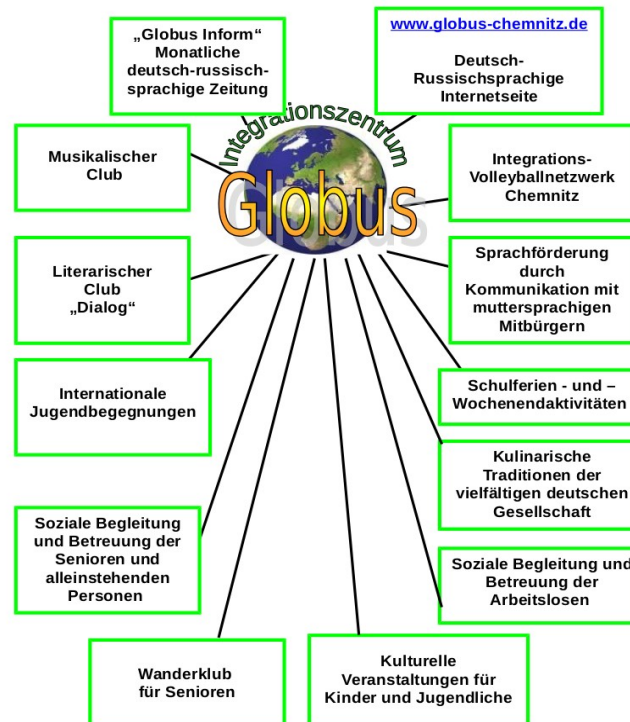 „Globus Inform“
Monatliche
deutsch-russisch-
sprachige Zeitung
www.globus-chemnitz.de
Deutsch-
Russischsprachige
Internetseite
Integrationszentrum
Globus
Musikalischer
Club
Integrations-
Volleyballnetzwerk
Chemnitz
Literarischer
Club
„Dialog“
Sprachförderung
durch
Kommunikation mit
muttersprachigen
Mitbürgern
Internationale
Jugendbegegnungen
Schulferien - und –
Wochenendaktivitäten
Kulinarische
Traditionen der
vielfältigen deutschen
Gesellschaft
Soziale Begleitung
und Betreuung der
Senioren und
alleinstehenden
Personen
Soziale Begleitung und
Betreuung der
Arbeitslosen
Wanderklub
für Senioren
Kulturelle
Veranstaltungen für
Kinder und Jugendliche